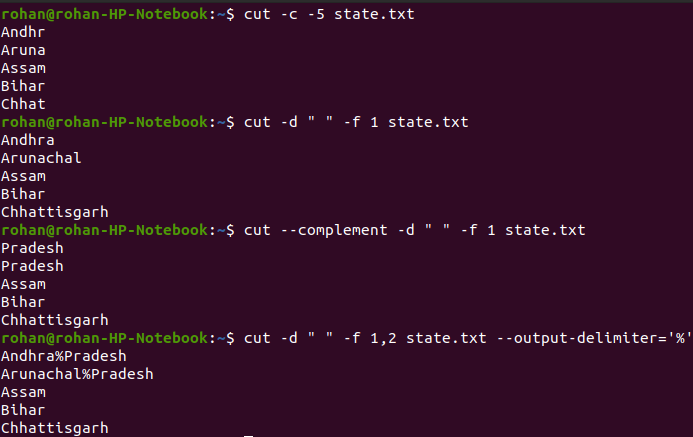 rohan@rohan-HP-Notebook:~$ cut -c -5 state.txt
Andhr
Aruna
Assam
Bihar
Chhat
rohan@rohan-HP-Notebook:~$ cut -d " " -f 1 state.txt
Andhra
Arunachal
Assam
Bihar
Chhattisgarh
rohan@rohan-HP-Notebook:~$ cut --complement -d " " -f 1 state.txt
Pradesh
Pradesh
Assam
Bihar
Chhattisgarh
rohan@rohan-HP-Notebook:~$ cut -d " " -f 1,2 state.txt --output-delimiter='%'
Andhra%Pradesh
Arunachal%Pradesh
Assam
Bihar
Chhattisgarh